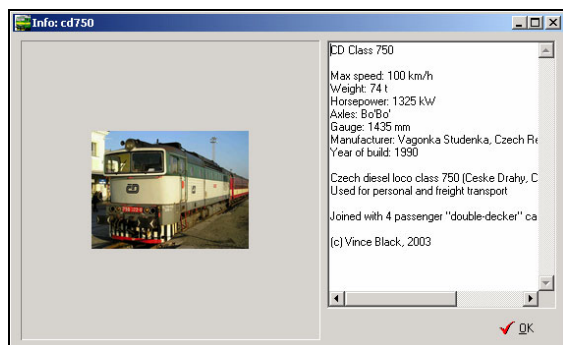 Info: cd750
CD Class 750
Max speed: 100 km/h
Weight: 74 t
Horsepower: 1325 kW
Axles: Bo'Bo'
Gauge: 1435 mm
Manufacturer: Vagonka Studenka, Czech Re
Year of build: 1990
Czech diesel loco class 750 (Ceske Drahy, C
Used for personal and freight transport
Joined with 4 passenger "double-decker" ca
(c) Vince Black, 2003
OK